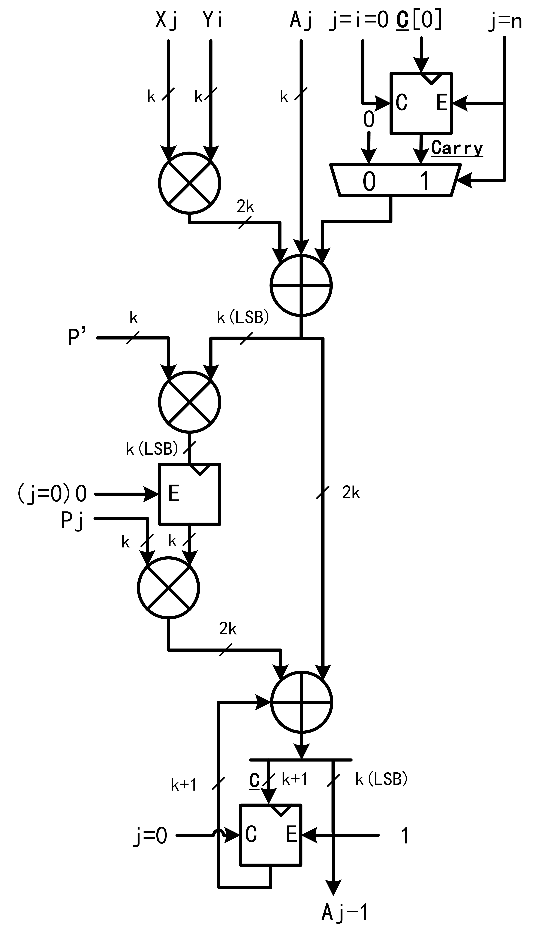 Xj Yi Aj j=i=0 C[0] j=n
k k k C E
0
Carry
0 1
2k
k k(LSB)
P'
k(LSB)
2k
(j=0)0 E
Pj
k k
2k
k+1 C k+1 k(LSB)
j=0 C E 1
Aj-1